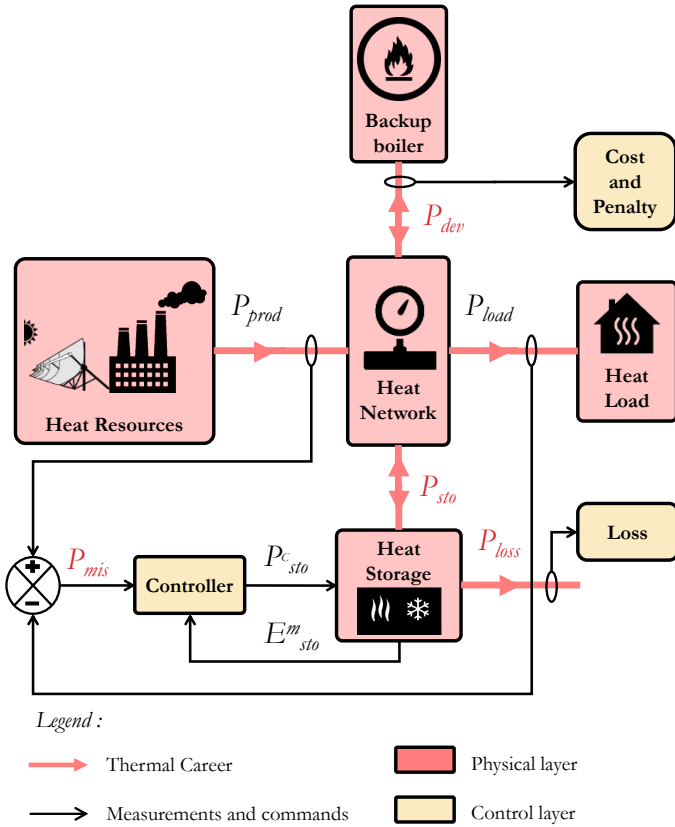 Backup
boiler
Cost
and
Penalty
P_dev
P_prod
P_load
Heat Resources
Heat
Network
Heat
Load
P_sto
P_mis
Controller
P^c_sto
Heat
Storage
P_loss
Loss
E^m_sto
+
−
Legend :
Thermal Career
Physical layer
Measurements and commands
Control layer